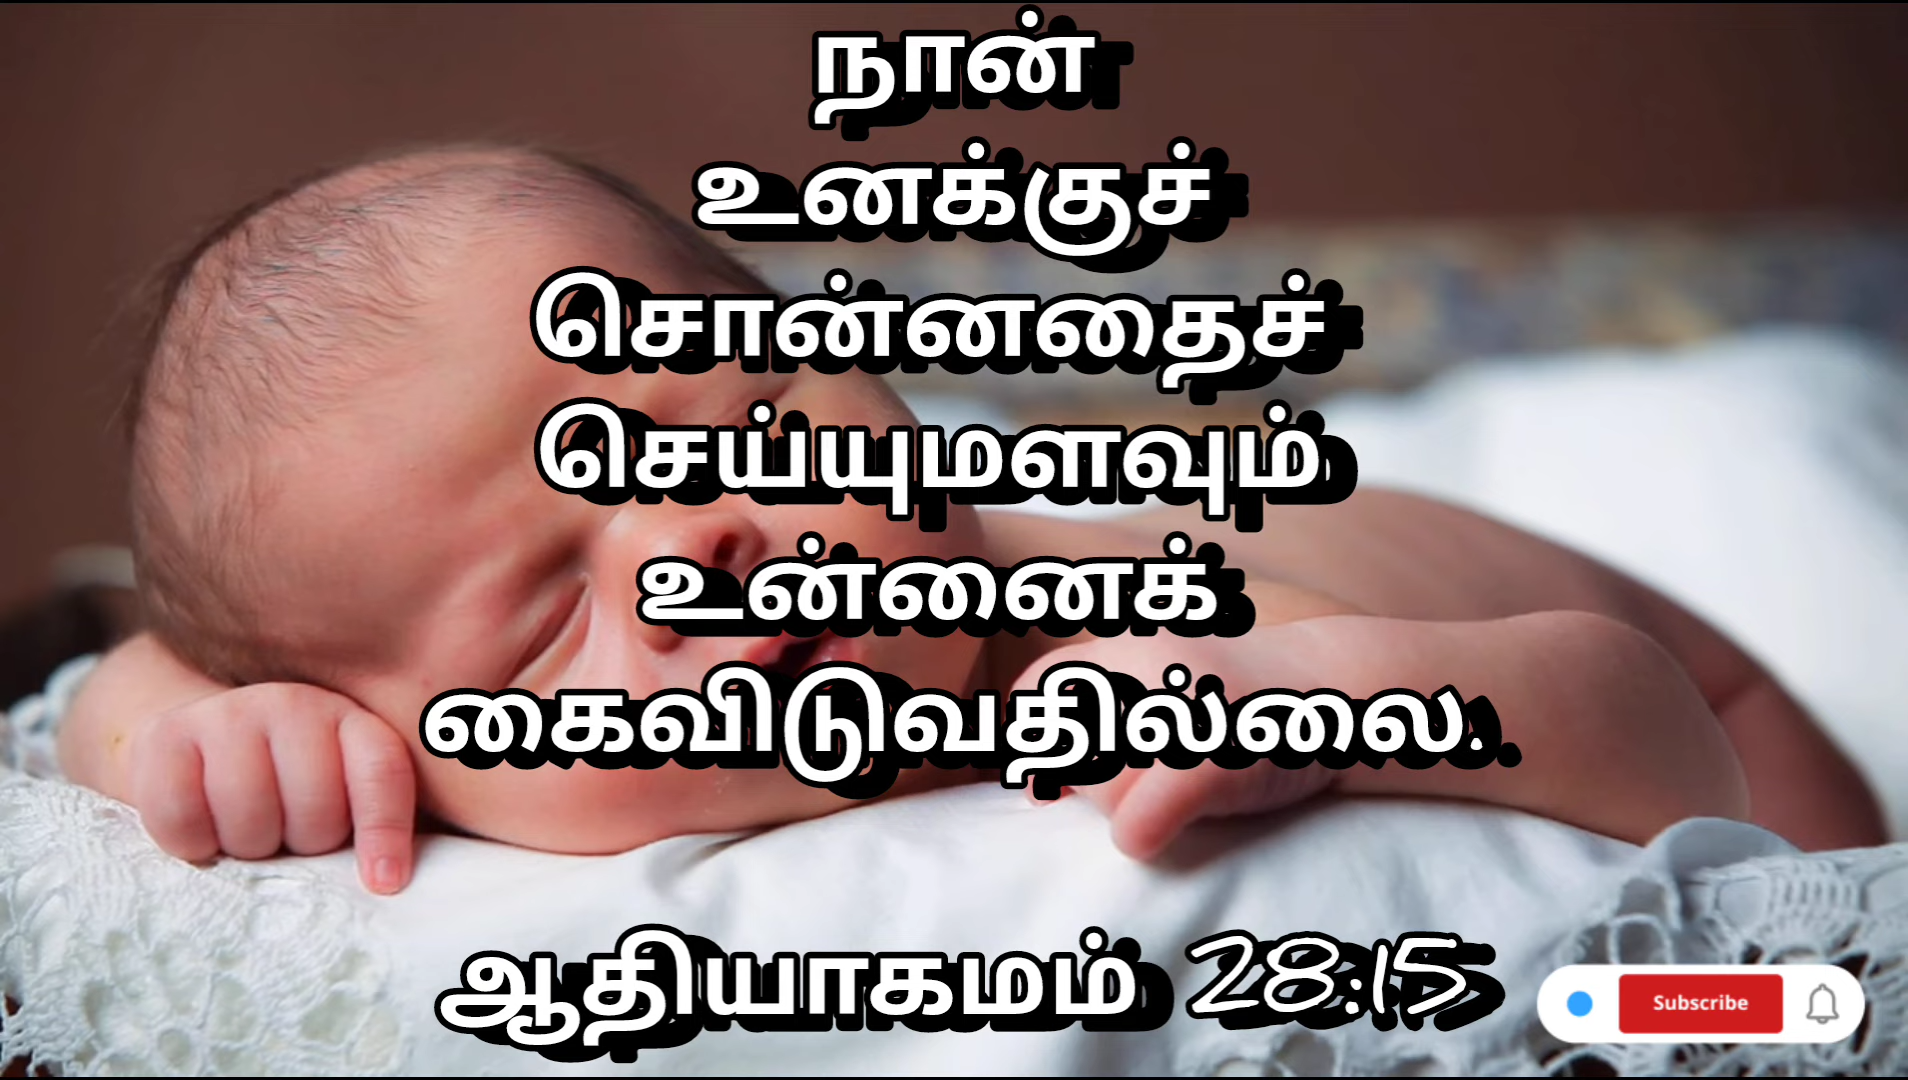 நான்
உனக்குச்
சொன்னதைச்
செய்யுமளவும்
உன்னைக்
கைவிடுவதில்லை.
ஆதியாகமம் 28:15
Subscribe